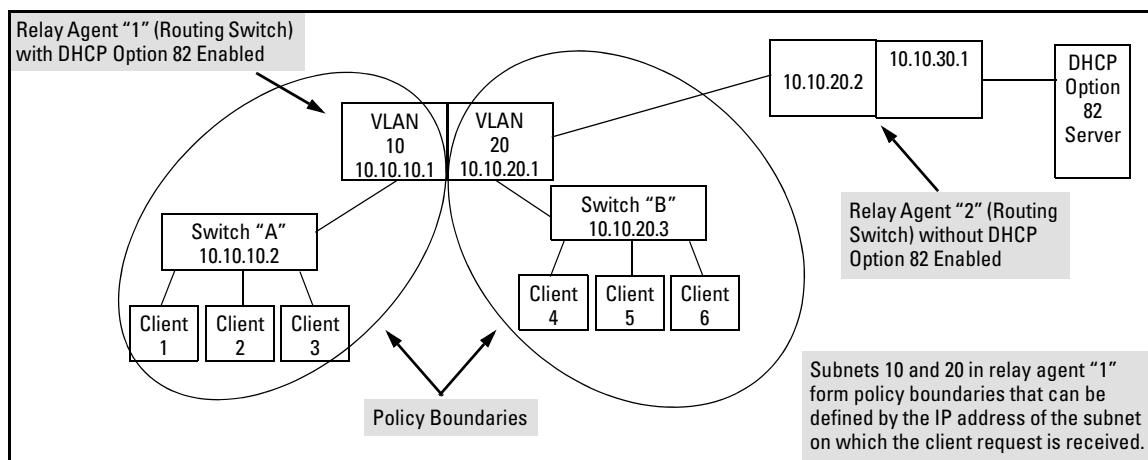 Relay Agent “1” (Routing Switch)
with DHCP Option 82 Enabled
VLAN
10
10.10.10.1
VLAN
20
10.10.20.1
10.10.20.2
10.10.30.1
DHCP
Option
82
Server
Switch “A”
10.10.10.2
Switch “B”
10.10.20.3
Relay Agent “2” (Routing
Switch) without DHCP
Option 82 Enabled
Client
1
Client
2
Client
3
Client
4
Client
5
Client
6
Policy Boundaries
Subnets 10 and 20 in relay agent “1”
form policy boundaries that can be
defined by the IP address of the subnet
on which the client request is received.